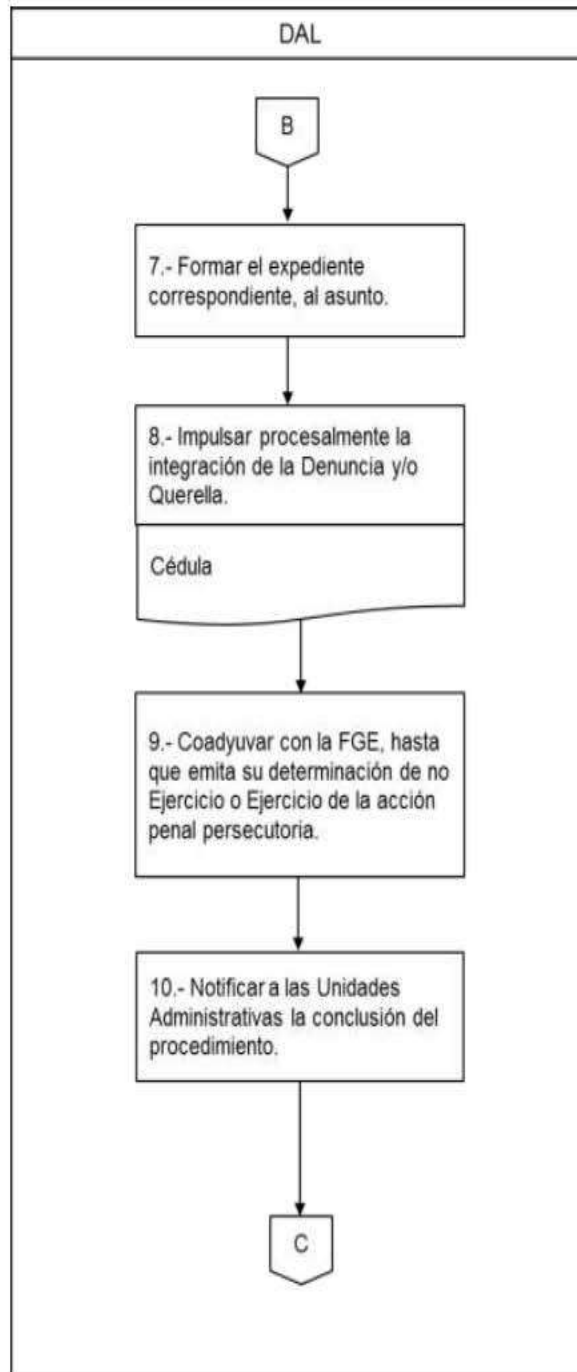 DAL
B
7.- Formar el expediente
correspondiente, al asunto.
8.- Impulsar procesalmente la
integración de la Denuncia y/o
Querella.
Cédula
9.- Coadyuvar con la FGE, hasta
que emita su determinación de no
Ejercicio o Ejercicio de la acción
penal persecutoria.
10.- Notificar a las Unidades
Administrativas la conclusión del
procedimiento.
C